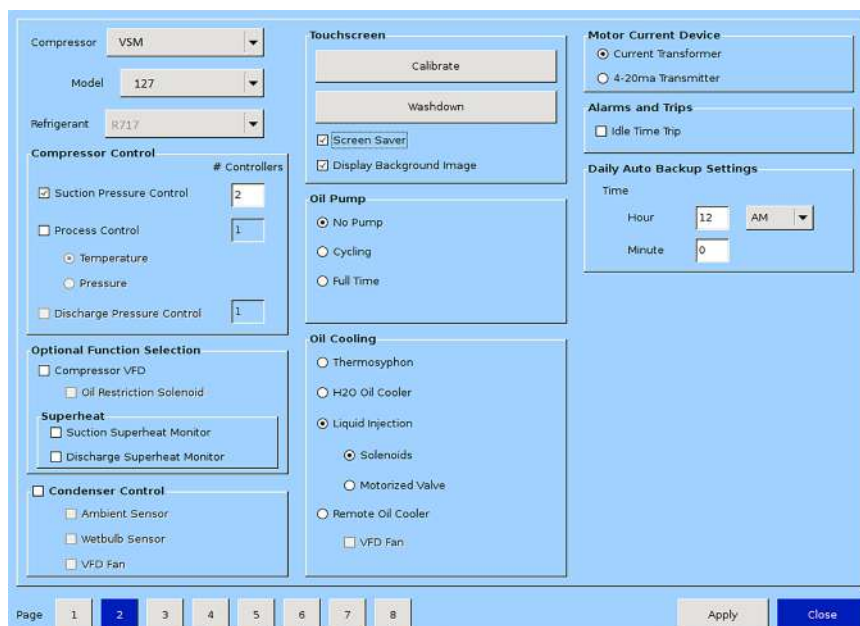 Compressor VSM
Model 127
Refrigerant R717
Compressor Control
# Controllers
Suction Pressure Control 2
Process Control 1
Temperature
Pressure
Discharge Pressure Control 1
Optional Function Selection
Compressor VFD
Oil Restriction Solenoid
Superheat
Suction Superheat Monitor
Discharge Superheat Monitor
Condenser Control
Ambient Sensor
Wetbulb Sensor
VFD Fan
Touchscreen
Calibrate
Washdown
Screen Saver
Display Background Image
Oil Pump
No Pump
Cycling
Full Time
Oil Cooling
Thermosyphon
H2O Oil Cooler
Liquid Injection
Solenoids
Motorized Valve
Remote Oil Cooler
VFD Fan
Motor Current Device
Current Transformer
4-20ma Transmitter
Alarms and Trips
Idle Time Trip
Daily Auto Backup Settings
Time
Hour 12 AM
Minute 0
Page 1 2 3 4 5 6 7 8 Apply Close